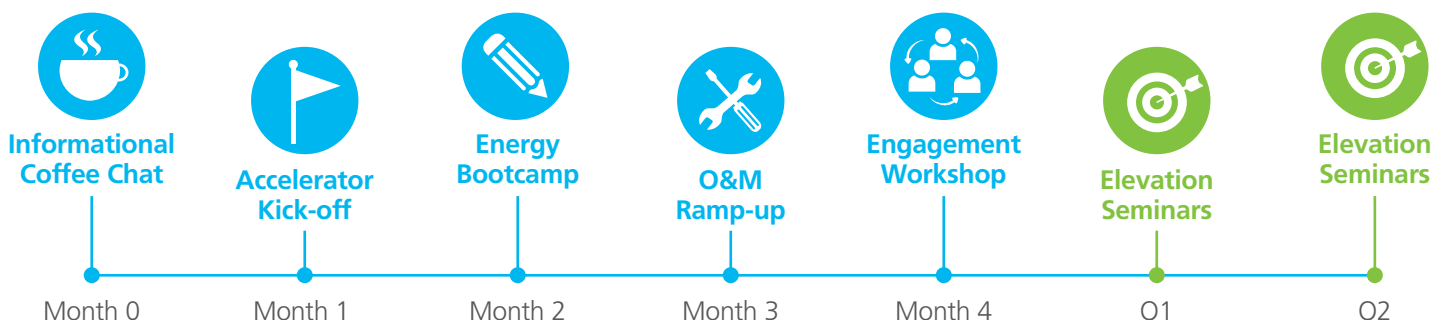 Informational
Coffee Chat
Accelerator
Kick-off
Energy
Bootcamp
O&M
Ramp-up
Engagement
Workshop
Elevation
Seminars
Elevation
Seminars
Month 0
Month 1
Month 2
Month 3
Month 4
Q1
Q2